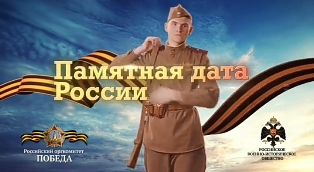 Памятная дата
России
Российский оргкомитет
ПОБЕДА
РОССИЙСКОЕ
ВОЕННО-ИСТОРИЧЕСКОЕ
ОБЩЕСТВО